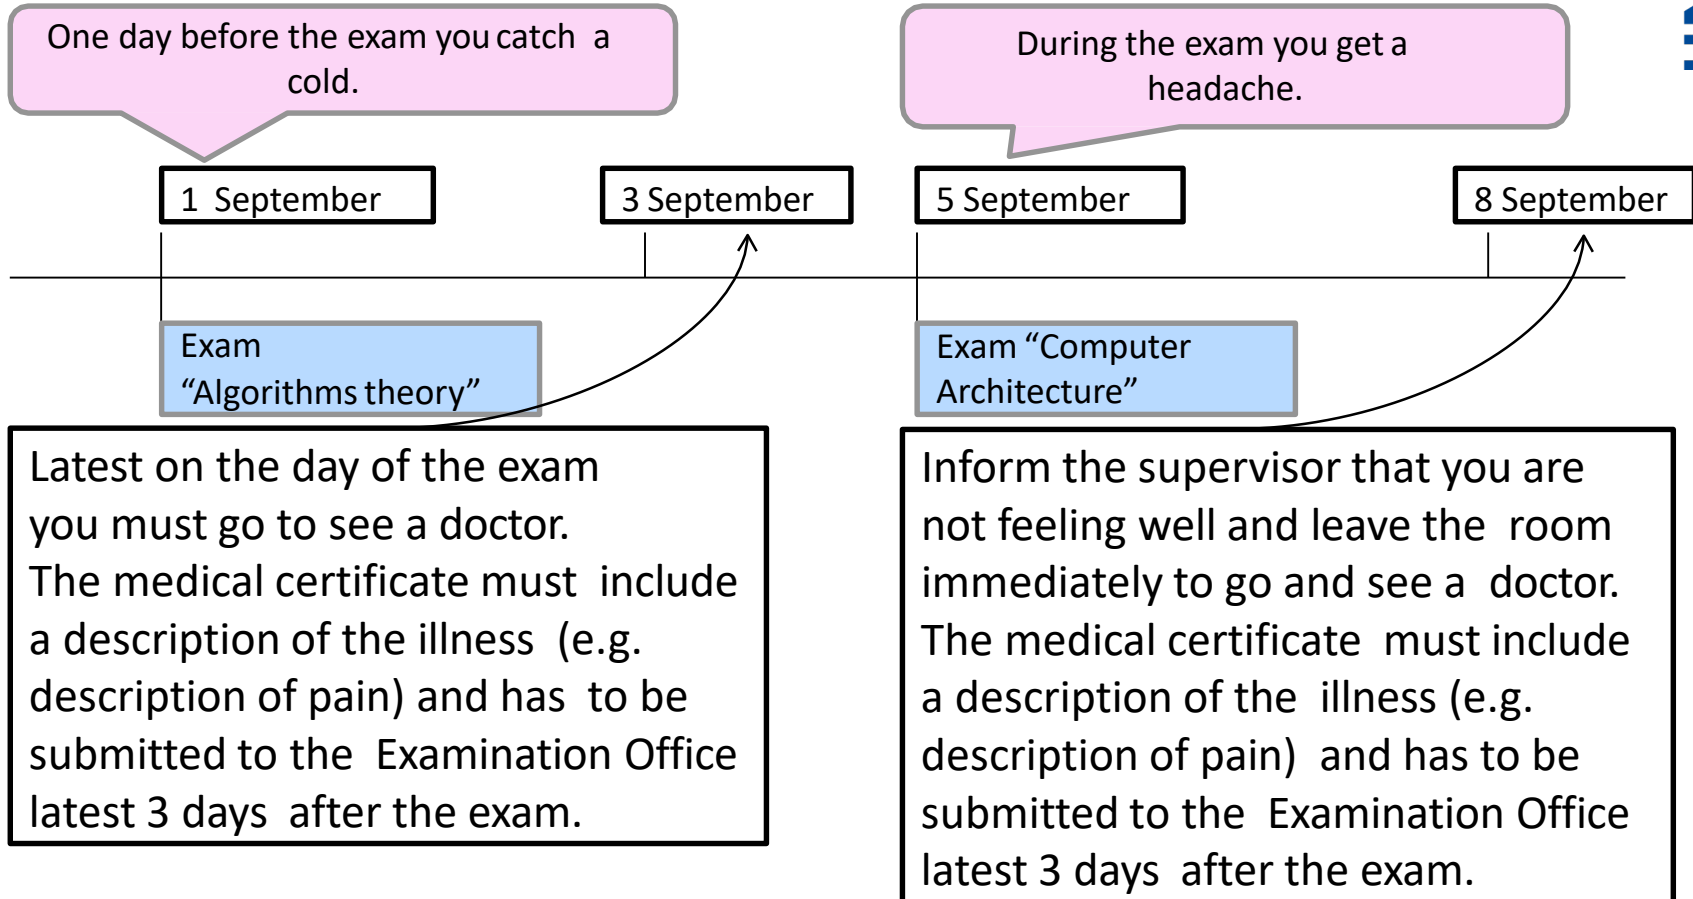 One day before the exam you catch a
cold.
During the exam you get a
headache.
1 September
3 September
5 September
8 September
Exam
“Algorithms theory”
Exam “Computer
Architecture”
Latest on the day of the exam
you must go to see a doctor.
The medical certificate must include
a description of the illness (e.g.
description of pain) and has to be
submitted to the Examination Office
latest 3 days after the exam.
Inform the supervisor that you are
not feeling well and leave the room
immediately to go and see a doctor.
The medical certificate must include
a description of the illness (e.g.
description of pain) and has to be
submitted to the Examination Office
latest 3 days after the exam.